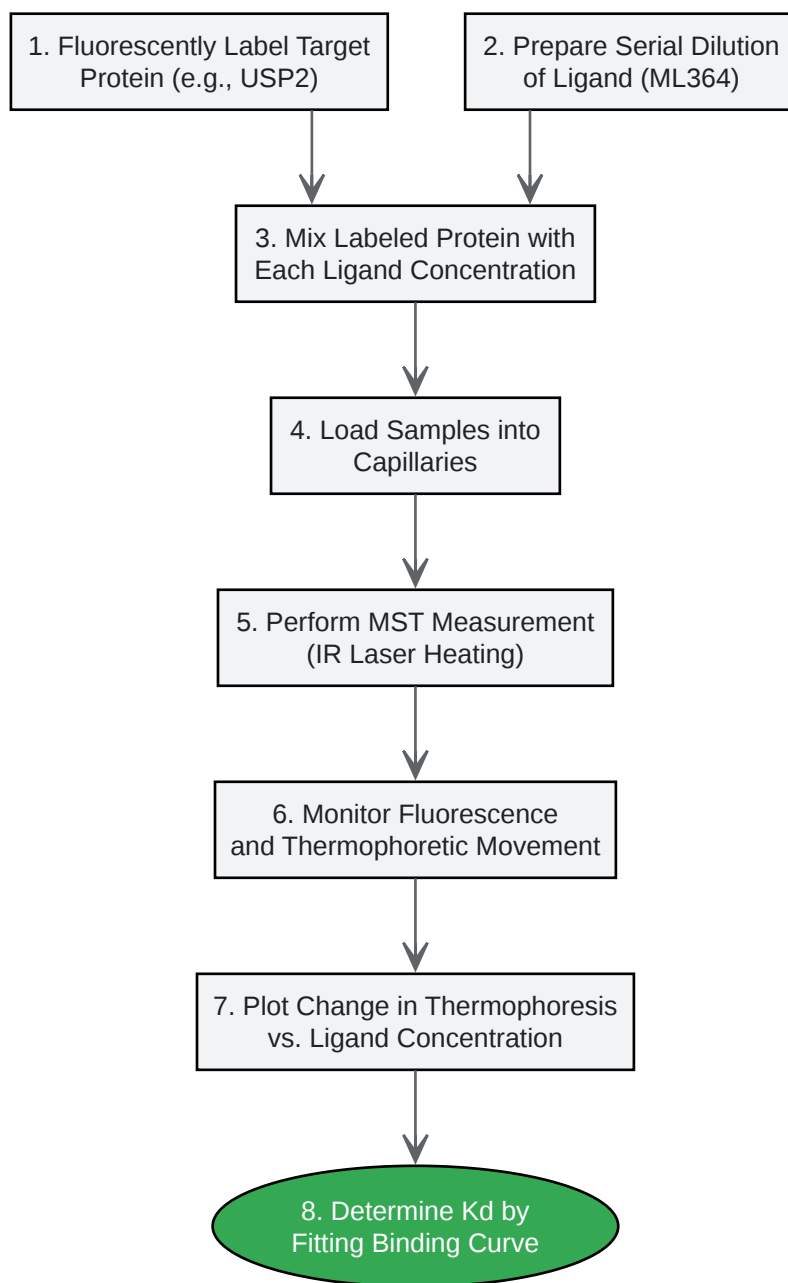 1. Fluorescently Label Target
Protein (e.g., USP2)
2. Prepare Serial Dilution
of Ligand (ML364)
3. Mix Labeled Protein with
Each Ligand Concentration
4. Load Samples into
Capillaries
5. Perform MST Measurement
(IR Laser Heating)
6. Monitor Fluorescence
and Thermophoretic Movement
7. Plot Change in Thermophoresis
vs. Ligand Concentration
8. Determine Kd by
Fitting Binding Curve